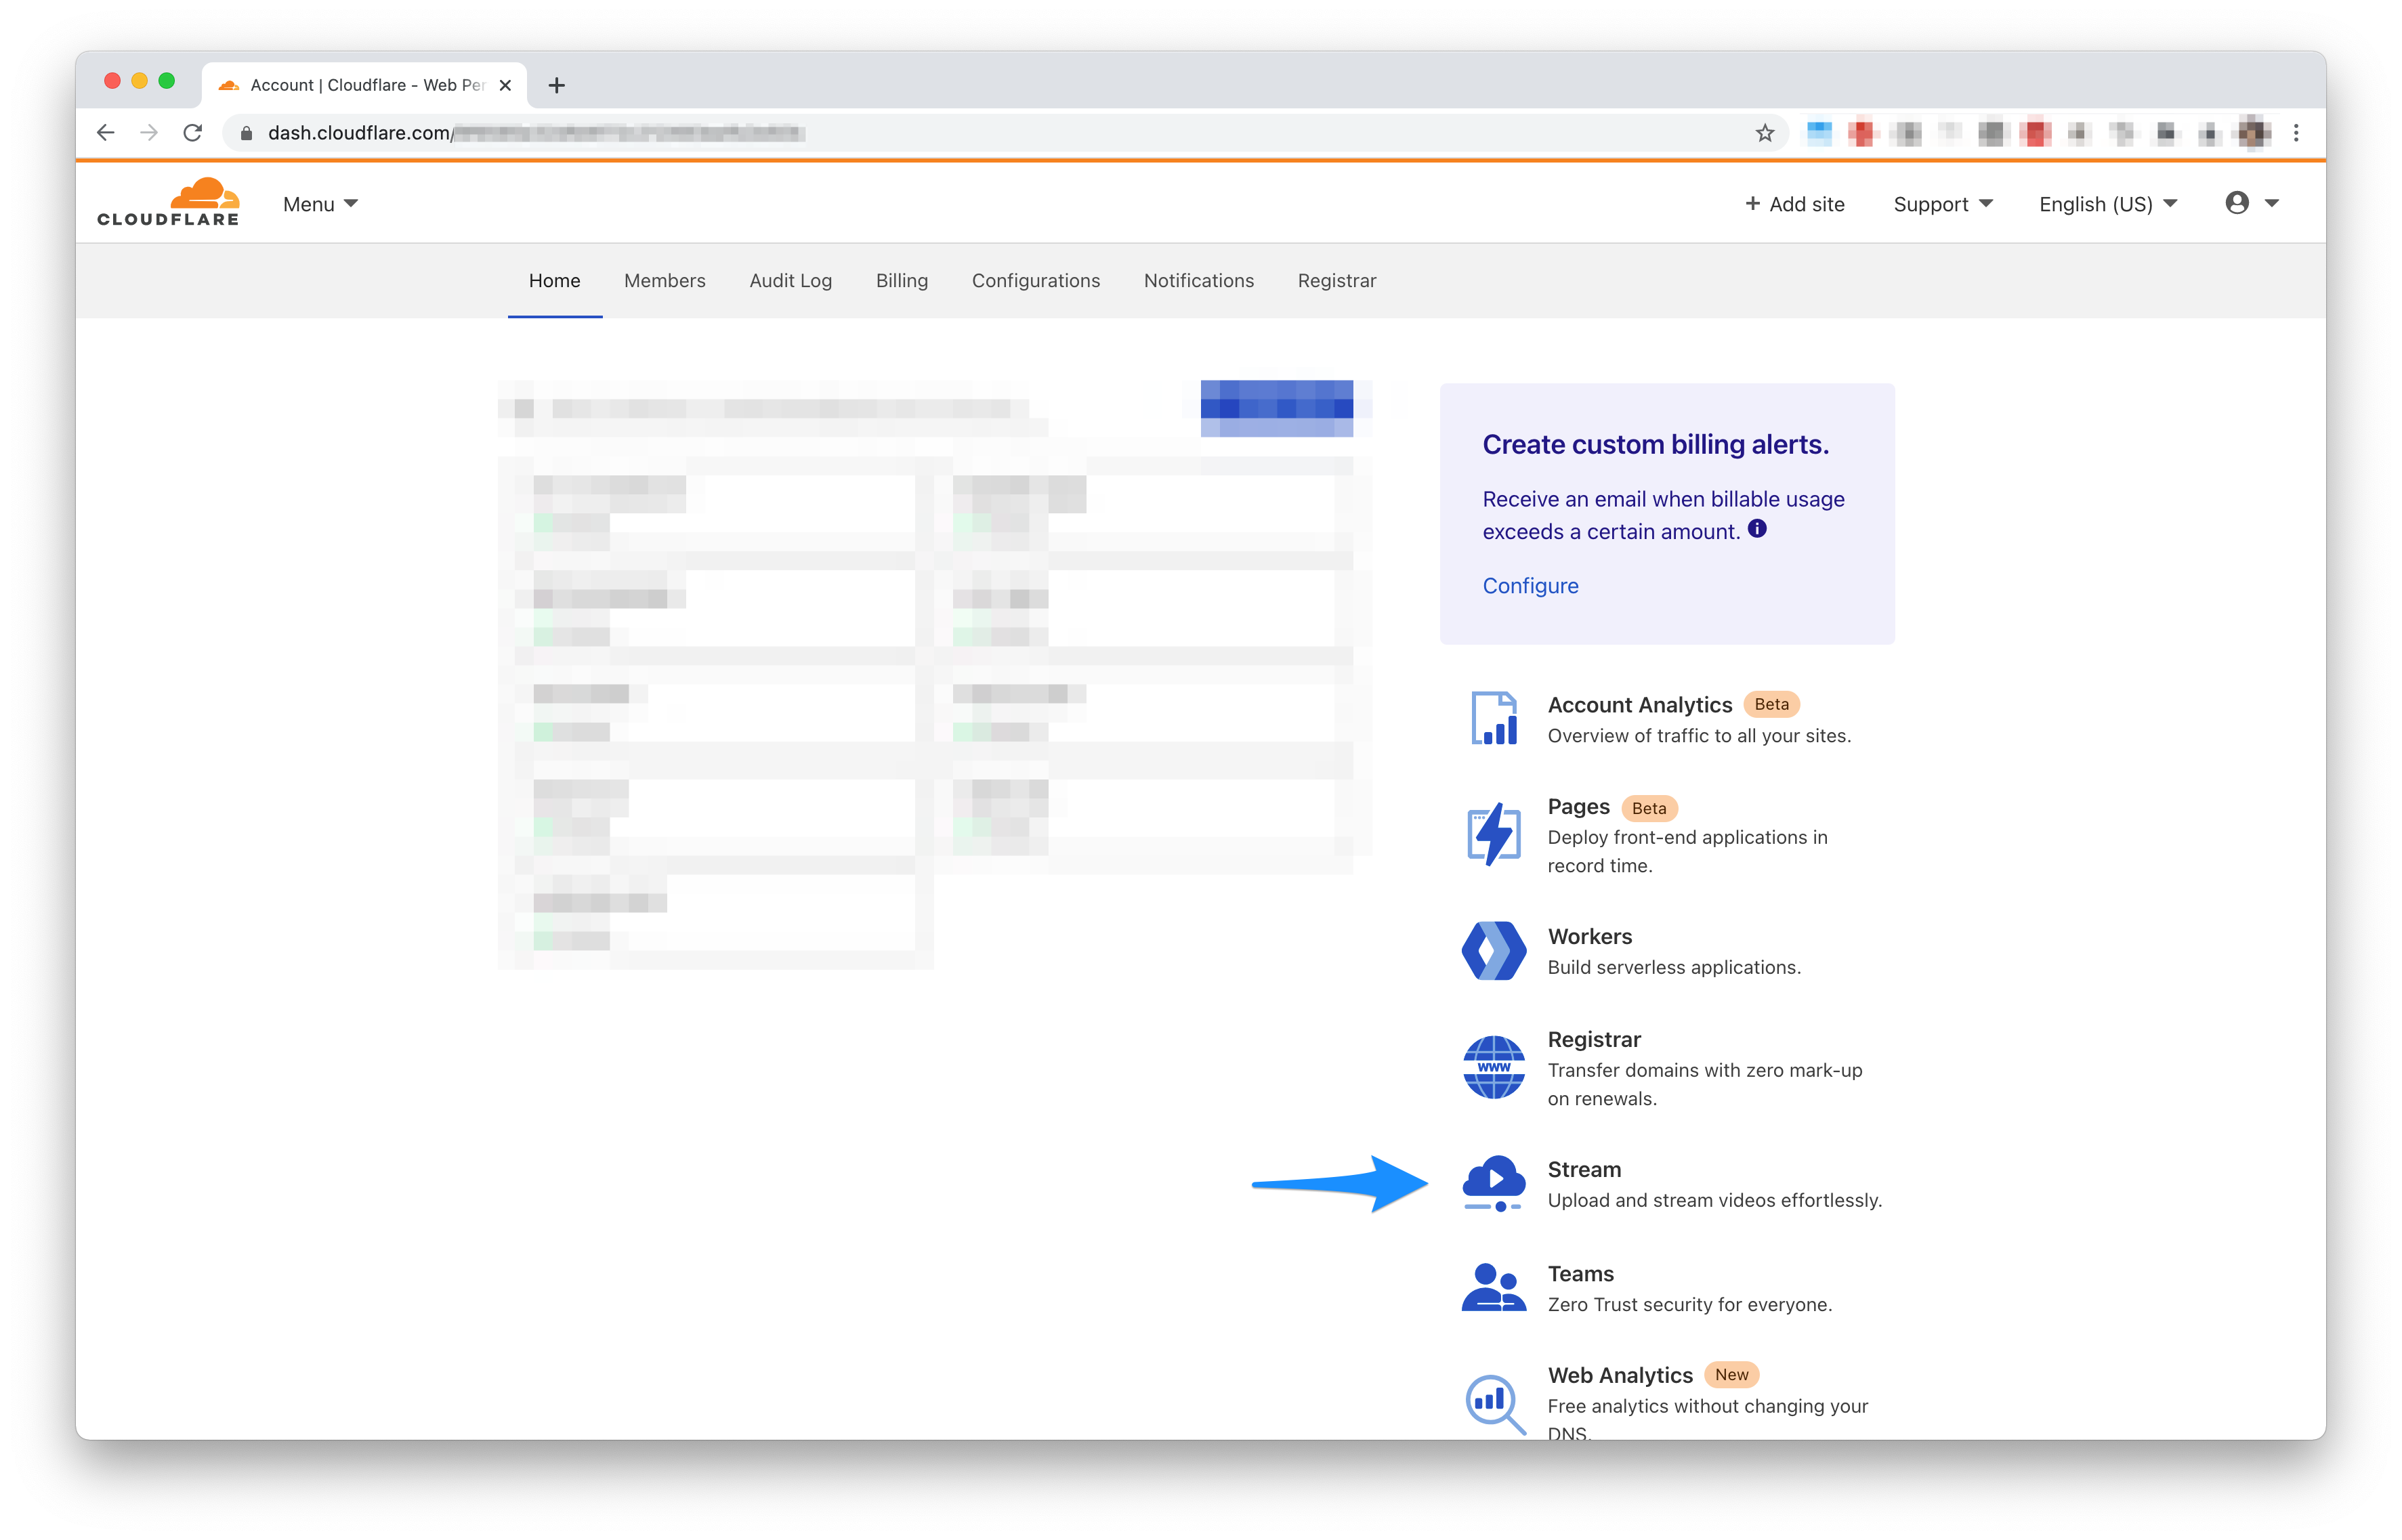 Account | Cloudflare - Web Per
dash.cloudflare.com/
CLOUDFLARE
Menu
+ Add site
Support
English (US)
Home
Members
Audit Log
Billing
Configurations
Notifications
Registrar
Create custom billing alerts.
Receive an email when billable usage
exceeds a certain amount.
Configure
Account Analytics Beta
Overview of traffic to all your sites.
Pages Beta
Deploy front-end applications in
record time.
Workers
Build serverless applications.
WWW
Registrar
Transfer domains with zero mark-up
on renewals.
Stream
Upload and stream videos effortlessly.
Teams
Zero Trust security for everyone.
Web Analytics New
Free analytics without changing your
DNS.